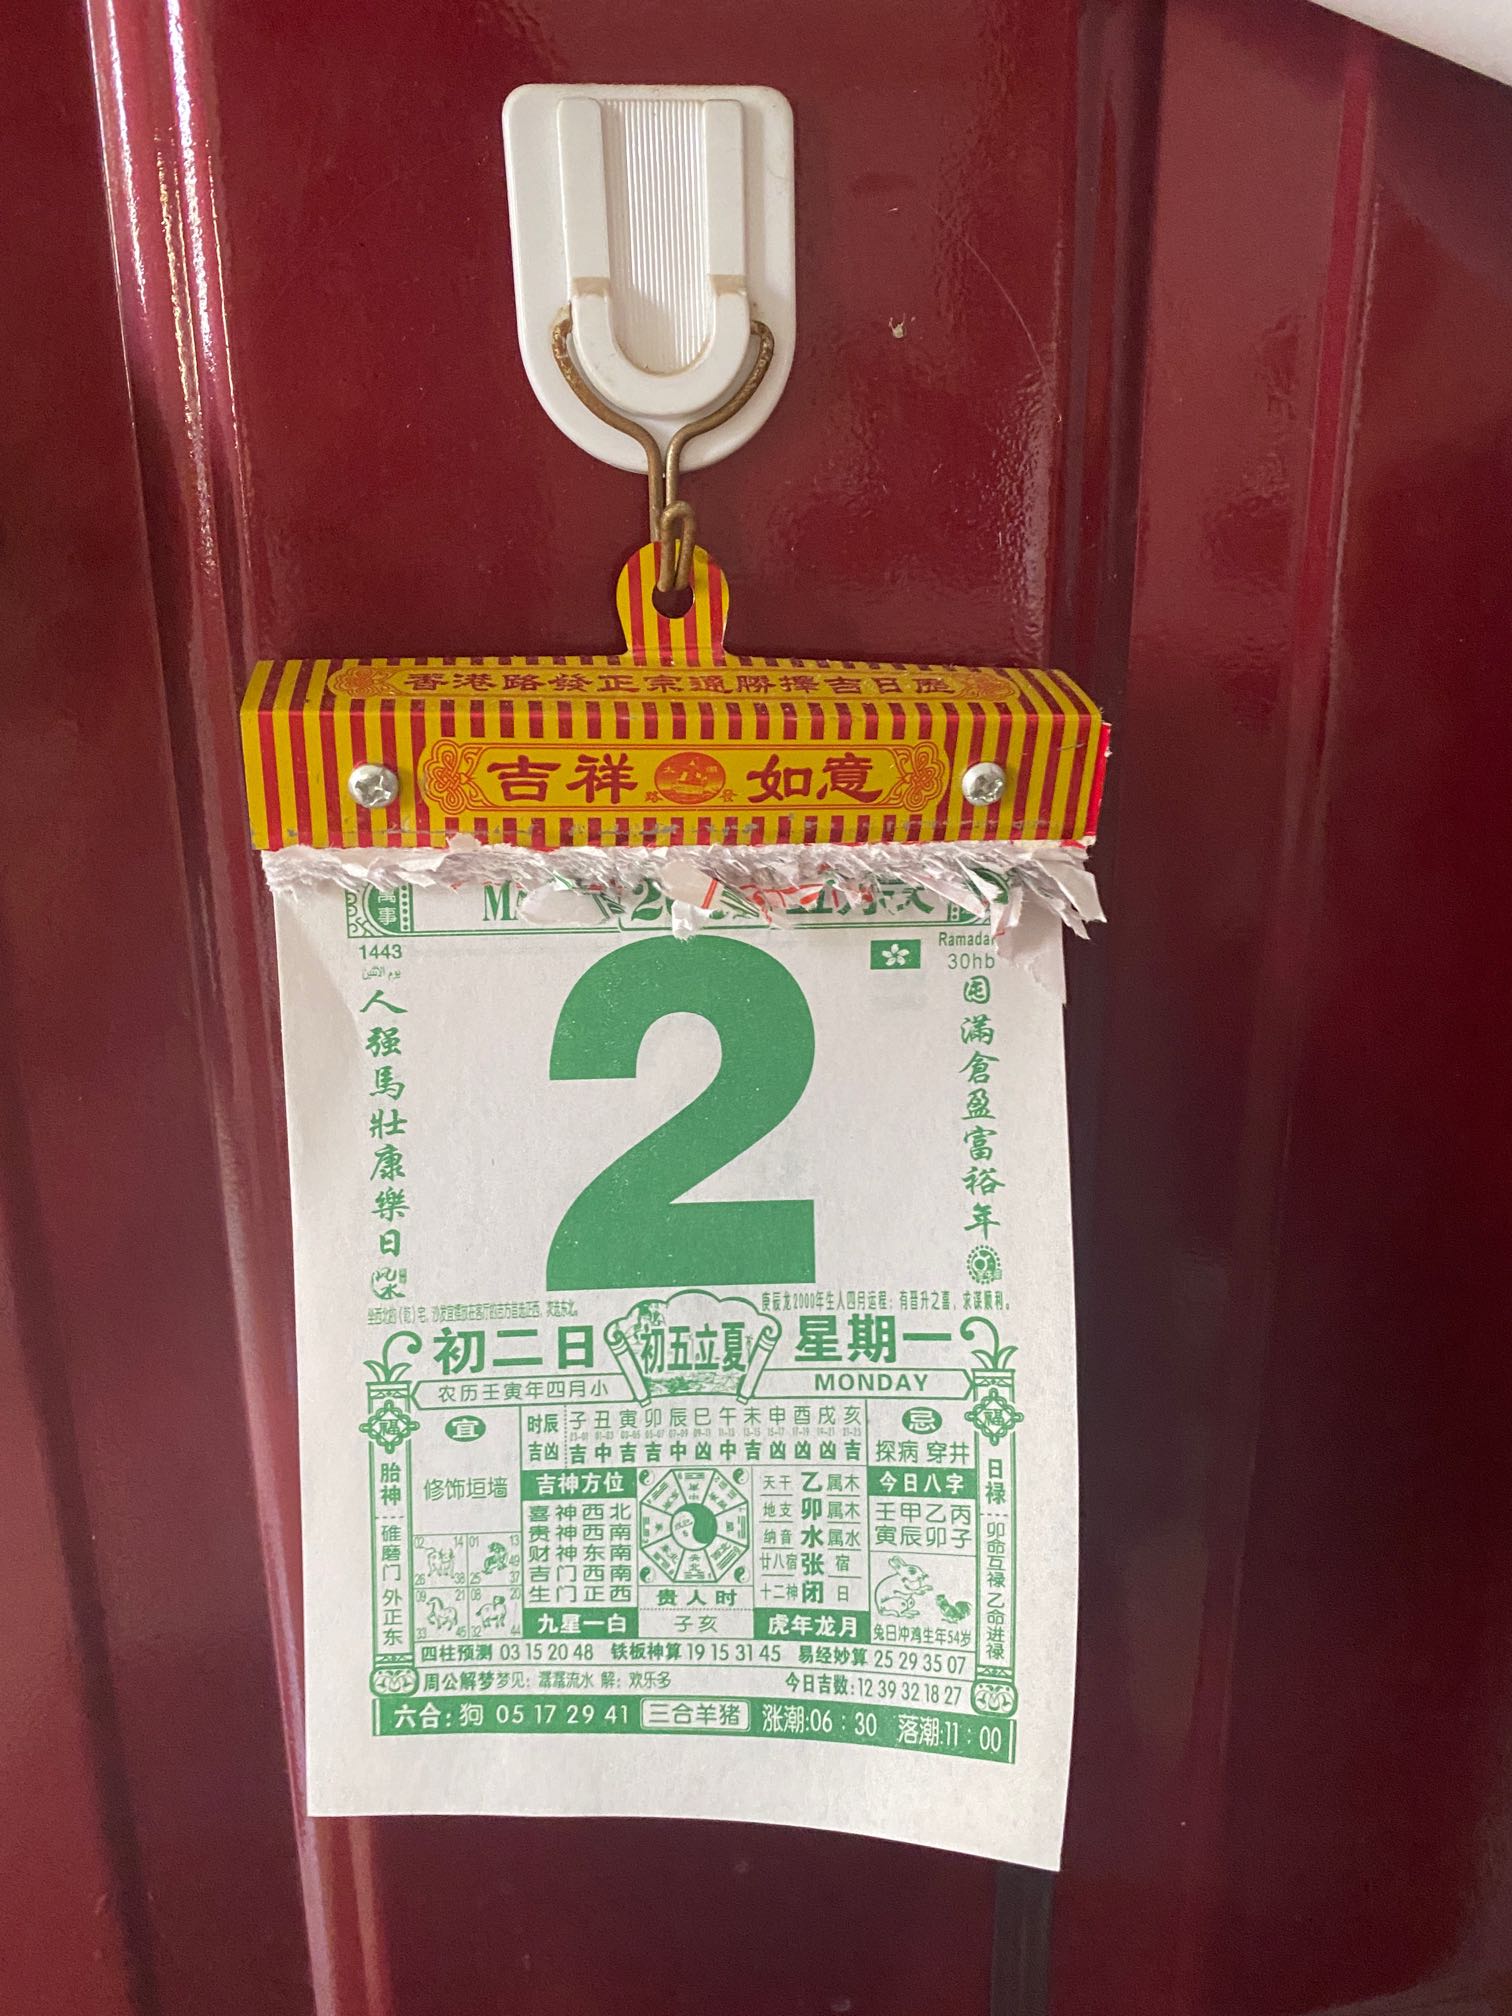 香港路發正宗通勝擇吉日歷
吉祥 如意
路 發
萬事
1443
Ramadan
30hb
2
人强馬壯康樂日
囤滿倉盈富裕年
庚辰龙2000年生人四月运程：有晋升之喜，求谋顺利。
初二日
初五立夏
星期一
农历壬寅年四月小
MONDAY
福
福
宜
修饰垣墙
时辰 子丑寅卯辰巳午未申酉戌亥
吉凶 吉中吉吉中凶中吉凶凶凶吉
忌
探病 穿井
胎神
碓磨门 外正东
吉神方位
喜神西北
贵神西南
财神东南
吉门西南
生门正西
九星一白
贵人时
子亥
天干 乙 属木
地支 卯 属木
纳音 水 属水
廿八宿 张 宿
十二神 闭 日
虎年龙月
今日八字
壬甲乙丙
寅辰卯子
兔日冲鸡生年54岁
日禄
卯命互禄 乙命进禄
四柱预测 03 15 20 48 铁板神算 19 15 31 45 易经妙算 25 29 35 07
周公解梦 梦见：潺潺流水 解：欢乐多 今日吉数:12 39 32 18 27
六合: 狗 05 17 29 41 三合羊猪 涨潮:06：30 落潮:11：00